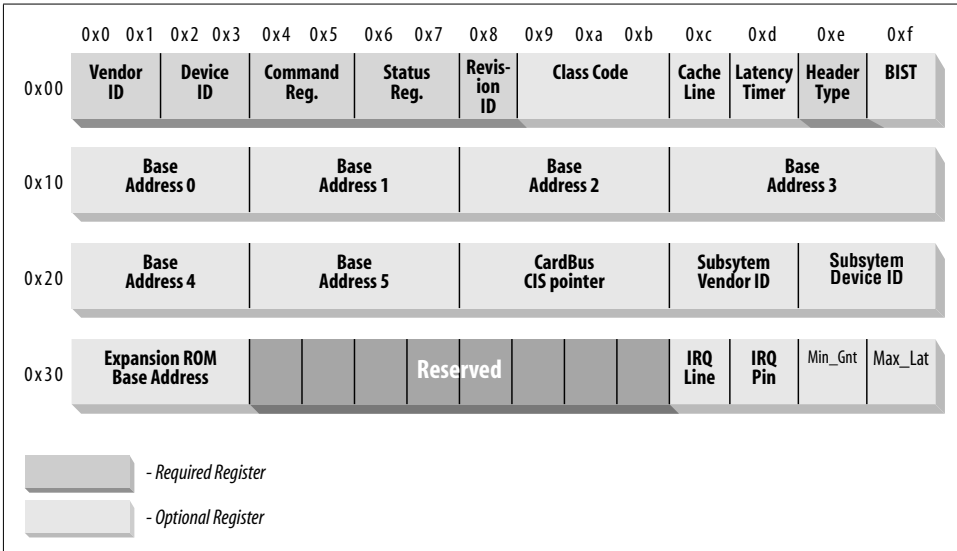 0x0 0x1 0x2 0x3 0x4 0x5 0x6 0x7 0x8 0x9 0xa 0xb 0xc 0xd 0xe 0xf
0x00
Vendor
ID
Device
ID
Command
Reg.
Status
Reg.
Revis-
ion
ID
Class Code
Cache
Line
Latency
Timer
Header
Type
BIST
0x10
Base
Address 0
Base
Address 1
Base
Address 2
Base
Address 3
0x20
Base
Address 4
Base
Address 5
CardBus
CIS pointer
Subsytem
Vendor ID
Subsytem
Device ID
0x30
Expansion ROM
Base Address
Reserved
IRQ
Line
IRQ
Pin
Min_Gnt
Max_Lat
- Required Register
- Optional Register